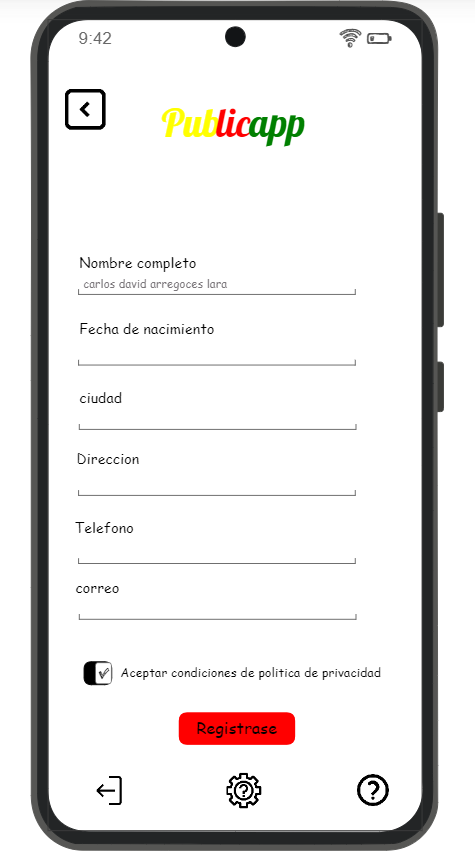 9:42
Publicapp
Nombre completo
carlos david arregoces lara
Fecha de nacimiento
ciudad
Direccion
Telefono
correo
Aceptar condiciones de politica de privacidad
Registrase